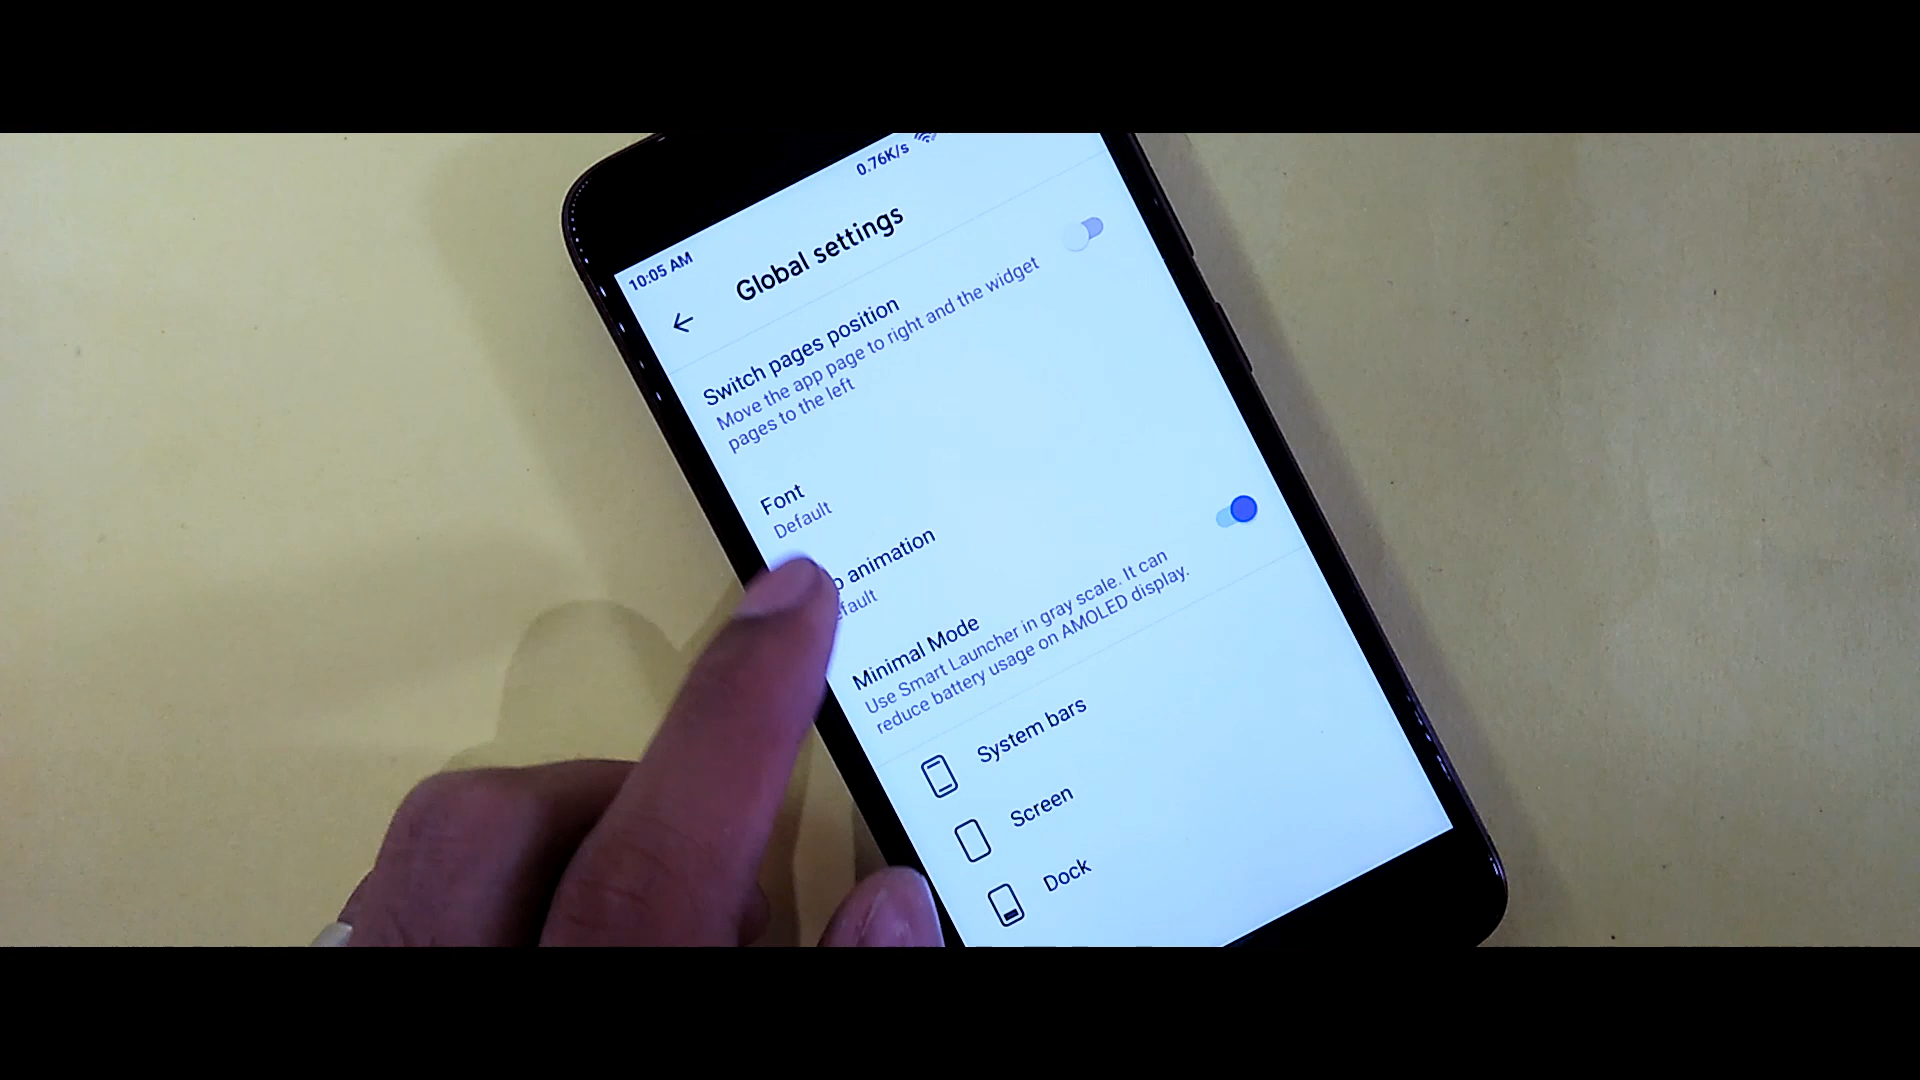 10:05 AM
0.76K/s
Global settings
Switch pages position
Move the app page to right and the widget
pages to the left
Font
Default
animation
Minimal Mode
Use Smart Launcher in gray scale. It can
reduce battery usage on AMOLED display.
System bars
Screen
Dock